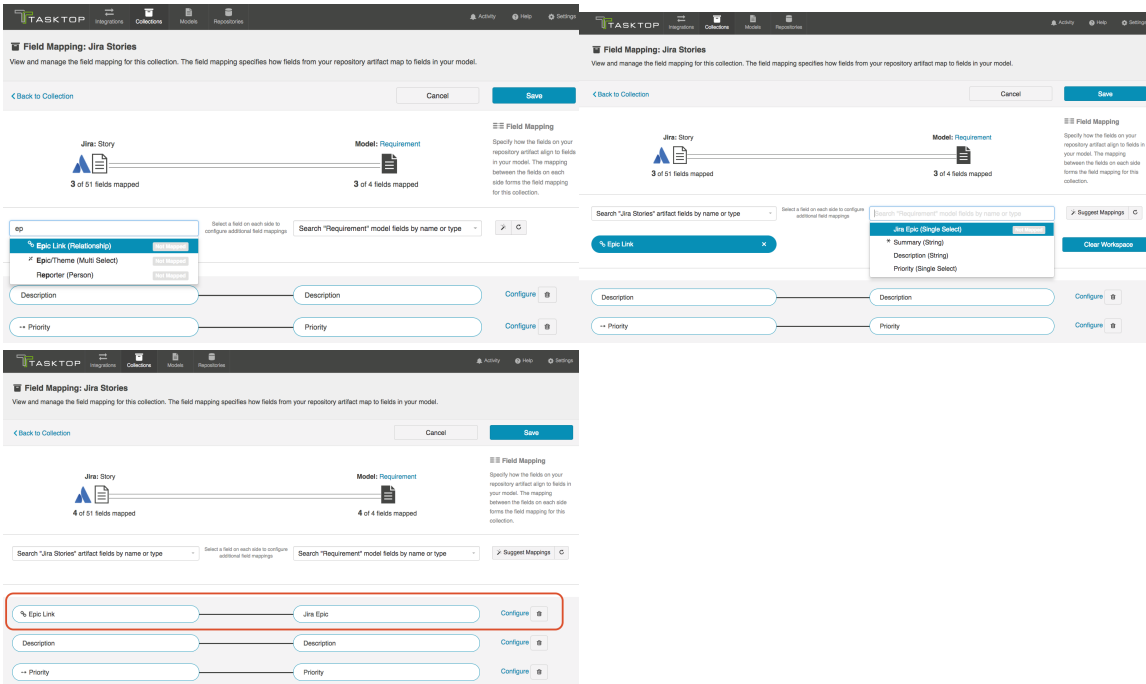 TASKTOP Integrations Collections Models Repositories Activity Help Settings
Field Mapping: Jira Stories
View and manage the field mapping for this collection. The field mapping specifies how fields from your repository artifact map to fields in your model.
Back to Collection Cancel Save
Field Mapping
Specify how the fields on your
repository artifact align to fields
in your model. The mapping
between the fields on each
side forms the field mapping
for this collection.
Jira: Story Model: Requirement
3 of 51 fields mapped 3 of 4 fields mapped
ep
Select a field on each side to
configure additional field mappings
Search "Requirement" model fields by name or type
Epic Link (Relationship) Not Mapped
Epic/Theme (Multi Select) Not Mapped
Reporter (Person) Not Mapped
Description Description Configure
Priority Priority Configure
TASKTOP Integrations Collections Models Repositories Activity Help Settings
Field Mapping: Jira Stories
View and manage the field mapping for this collection. The field mapping specifies how fields from your repository artifact map to fields in your model.
Back to Collection Cancel Save
Field Mapping
Specify how the fields on your
repository artifact align to fields in
your model. The mapping
between the fields on each side
forms the field mapping for this
collection.
Jira: Story Model: Requirement
3 of 51 fields mapped 3 of 4 fields mapped
Search "Jira Stories" artifact fields by name or type
Select a field on each side to configure
additional field mappings
Search "Requirement" model fields by name or type
Suggest Mappings
Epic Link ×
Jira Epic (Single Select) Not Mapped
Summary (String)
Description (String)
Priority (Single Select)
Clear Workspace
Description Description Configure
Priority Priority Configure
TASKTOP Integrations Collections Models Repositories Activity Help Settings
Field Mapping: Jira Stories
View and manage the field mapping for this collection. The field mapping specifies how fields from your repository artifact map to fields in your model.
Back to Collection Cancel Save
Field Mapping
Specify how the fields on your
repository artifact align to fields in
your model. The mapping
between the fields on each side
forms the field mapping for this
collection.
Jira: Story Model: Requirement
4 of 51 fields mapped 4 of 4 fields mapped
Search "Jira Stories" artifact fields by name or type
Select a field on each side to configure
additional field mappings
Search "Requirement" model fields by name or type
Suggest Mappings
Epic Link Jira Epic Configure
Description Description Configure
Priority Priority Configure